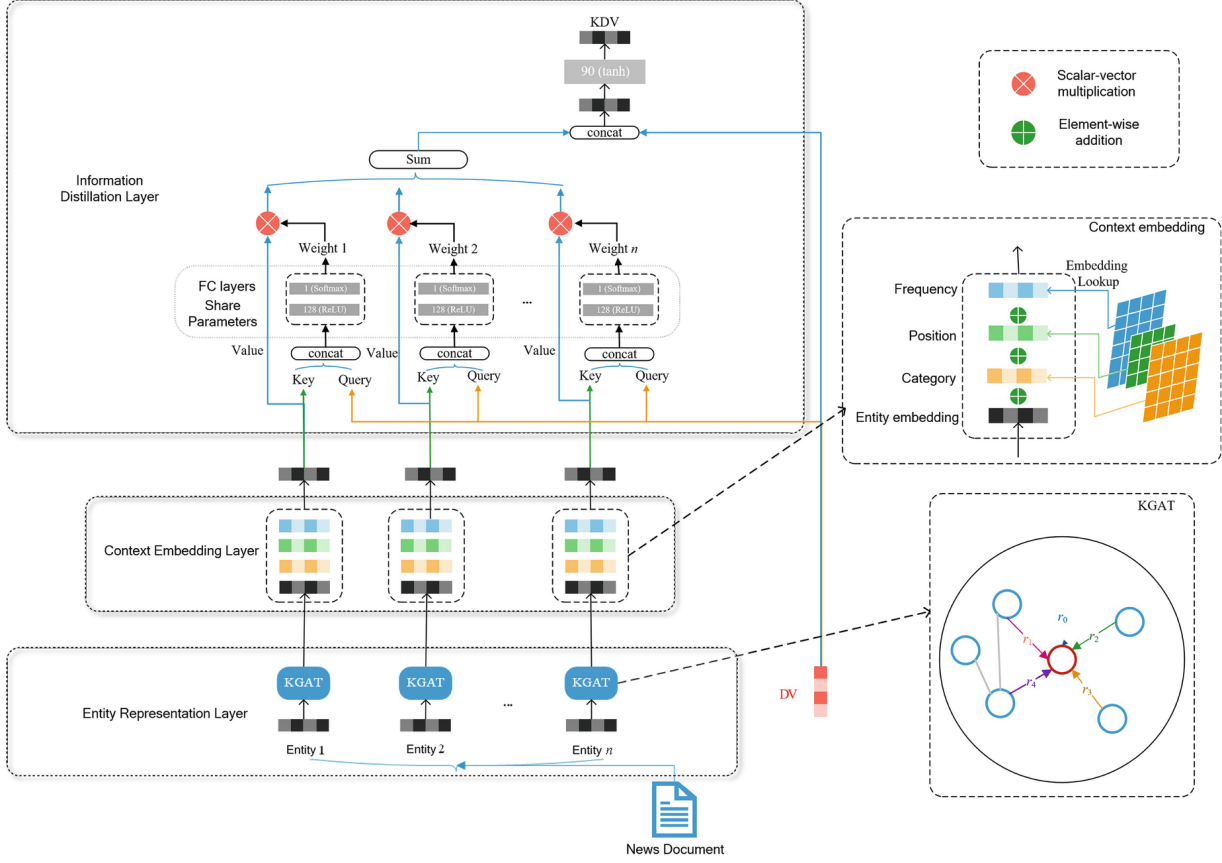 KDV
90 (tanh)
concat
Sum
Information
Distillation Layer
Weight 1
Weight 2
Weight n
FC layers
Share
Parameters
1 (Softmax)
128 (ReLU)
1 (Softmax)
128 (ReLU)
...
1 (Softmax)
128 (ReLU)
Value
concat
Value
concat
Value
concat
Key
Query
Key
Query
Key
Query
Context Embedding Layer
Entity Representation Layer
KGAT
KGAT
KGAT
...
Entity 1
Entity 2
Entity n
DV
News Document
Scalar-vector
multiplication
Element-wise
addition
Context embedding
Embedding
Lookup
Frequency
Position
Category
Entity embedding
KGAT
r0
r1
r2
r4
r3